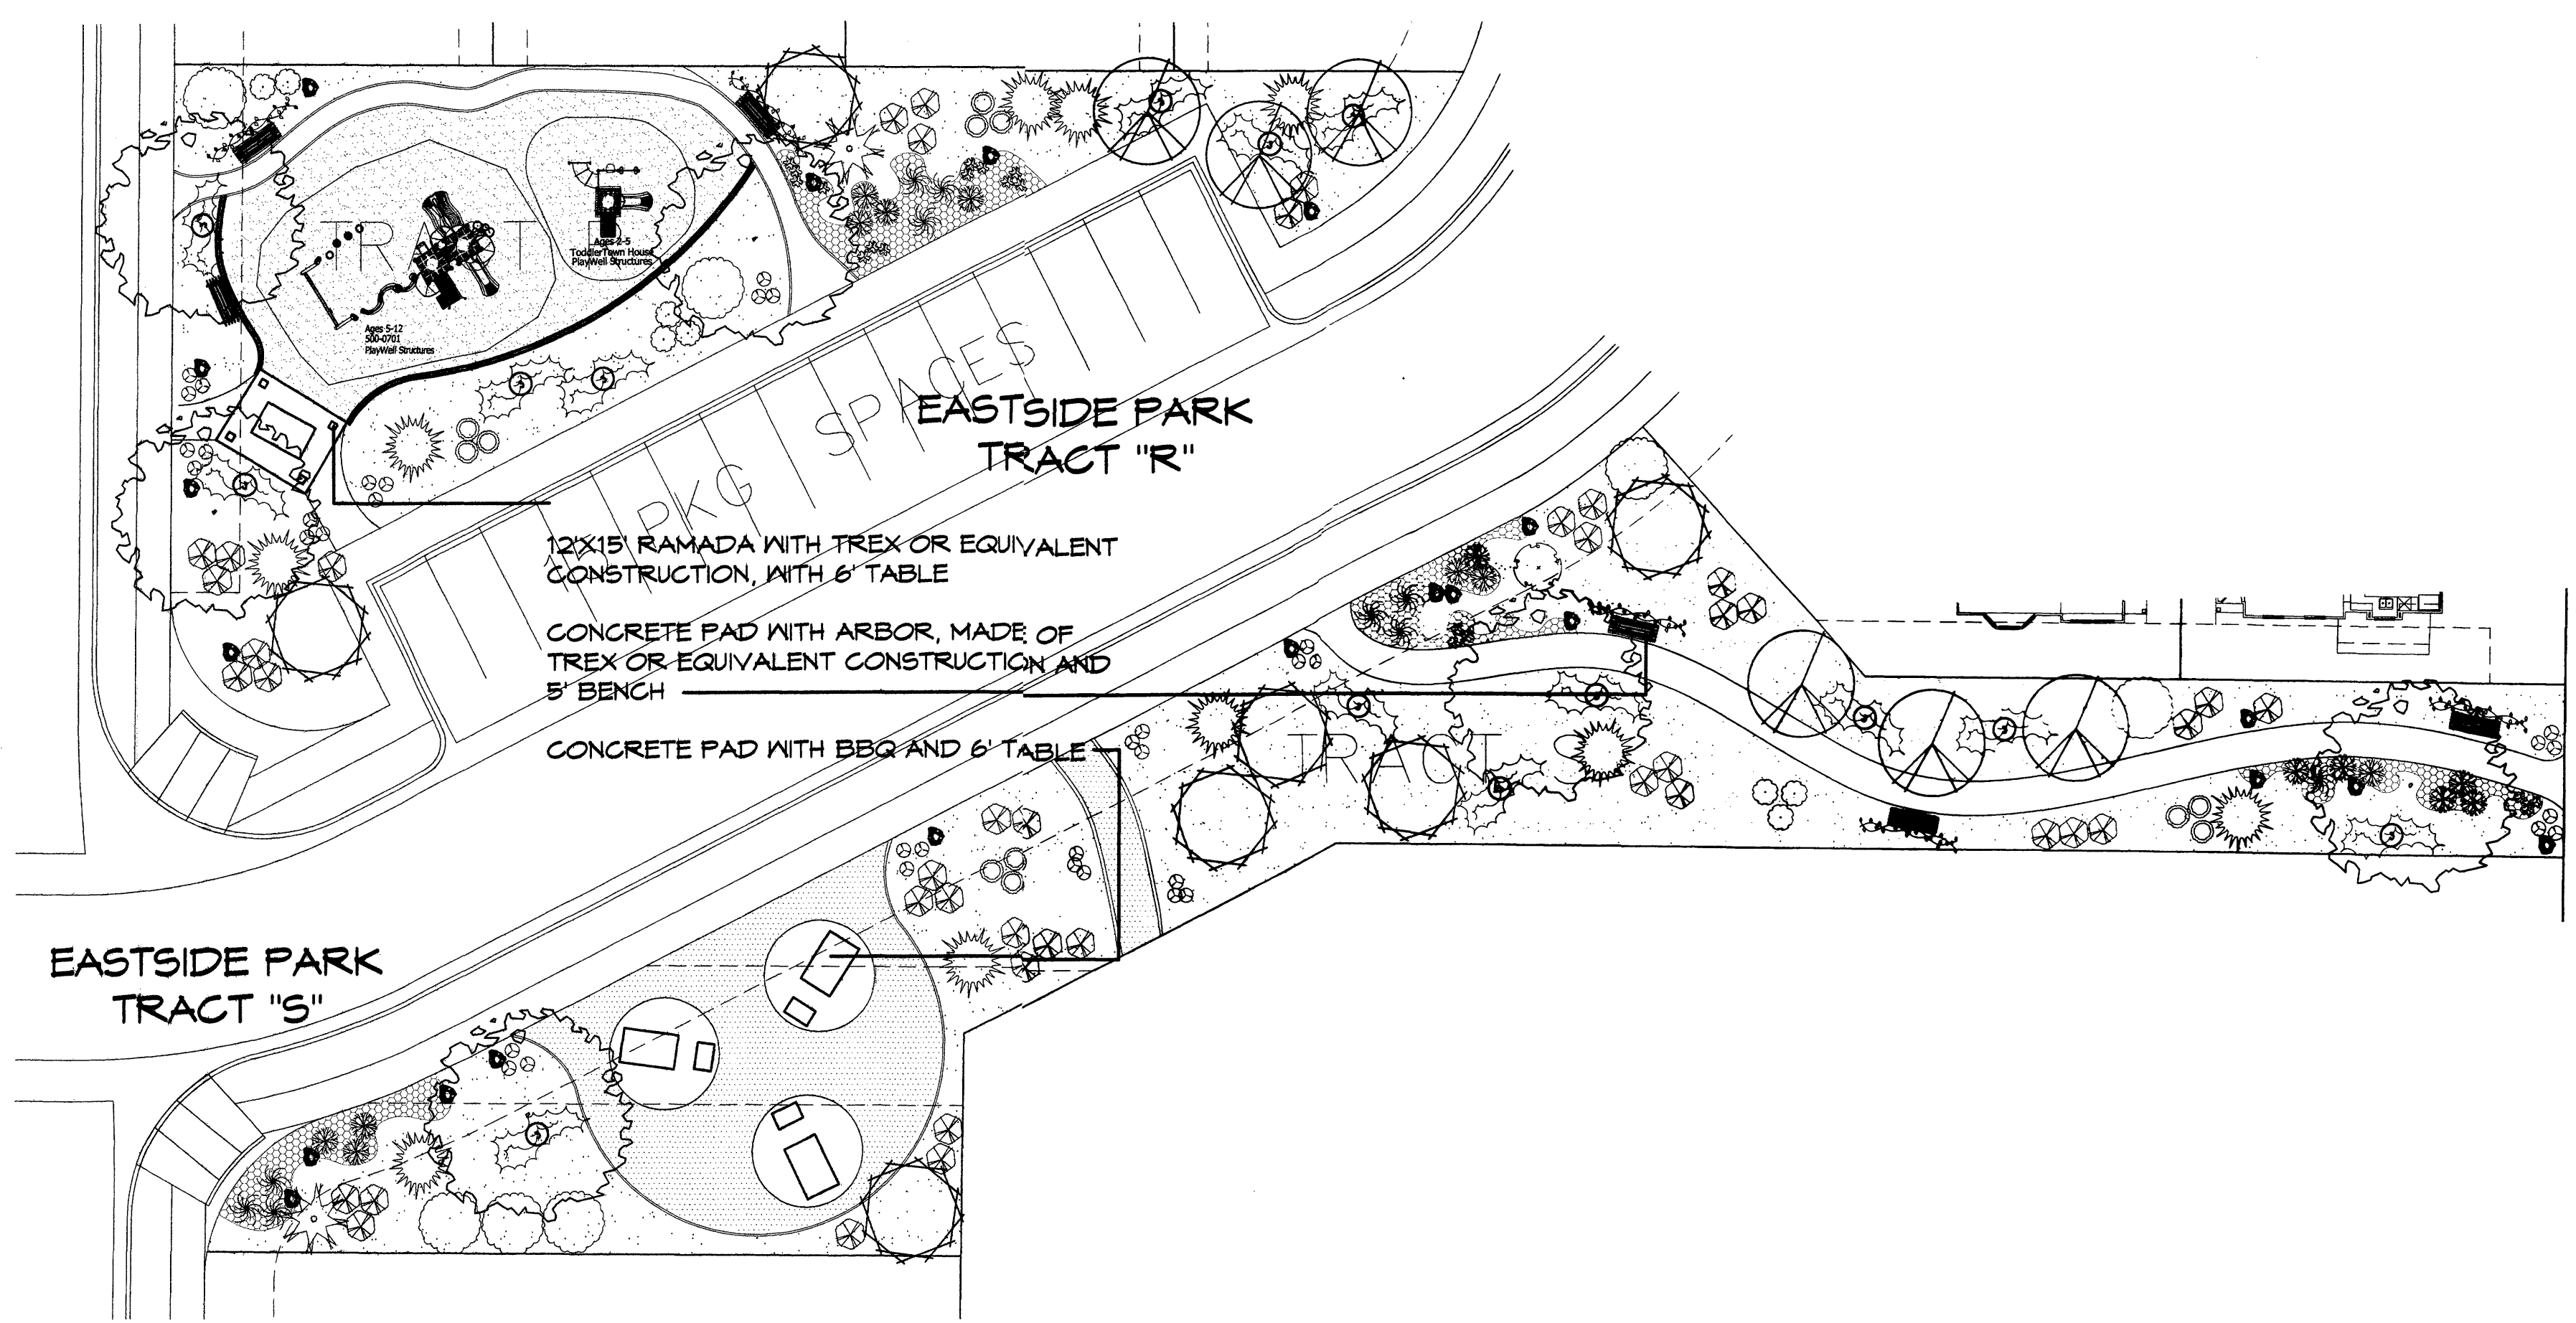 TRACT R
Ages 2-5
ToddlerTown House
PlayWell Structures
Ages 5-12
500-0701
PlayWell Structures
PKG SPACES
EASTSIDE PARK
TRACT "R"
12'X15' RAMADA WITH TREX OR EQUIVALENT
CONSTRUCTION, WITH 6' TABLE
CONCRETE PAD WITH ARBOR, MADE OF
TREX OR EQUIVALENT CONSTRUCTION AND
5' BENCH
CONCRETE PAD WITH BBQ AND 6' TABLE
TRACT S
EASTSIDE PARK
TRACT "S"